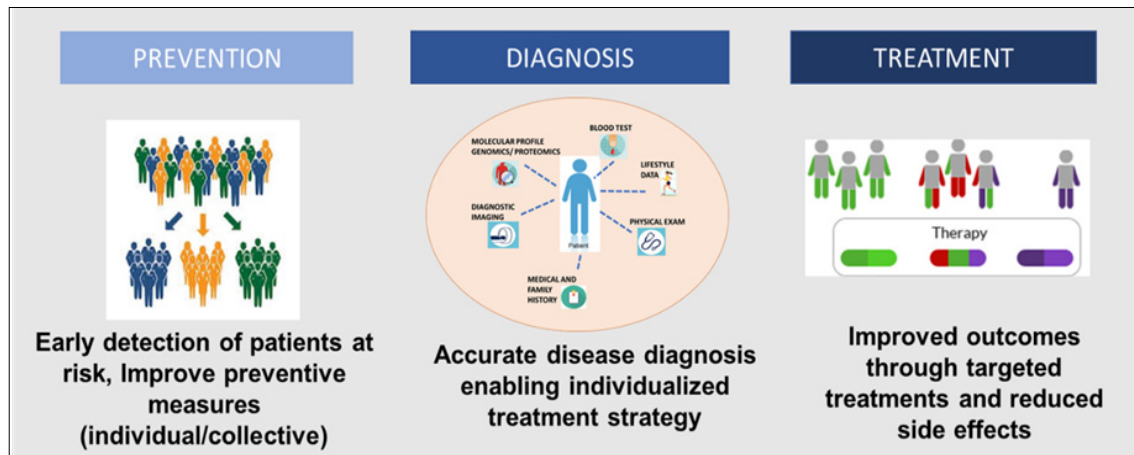 PREVENTION
Early detection of patients at
risk, Improve preventive
measures
(individual/collective)
DIAGNOSIS
MOLECULAR PROFILE
GENOMICS/ PROTEOMICS
BLOOD TEST
LIFESTYLE
DATA
DIAGNOSTIC
IMAGING
PHYSICAL EXAM
Patient
MEDICAL AND
FAMILY
HISTORY
Accurate disease diagnosis
enabling individualized
treatment strategy
TREATMENT
Therapy
Improved outcomes
through targeted
treatments and reduced
side effects